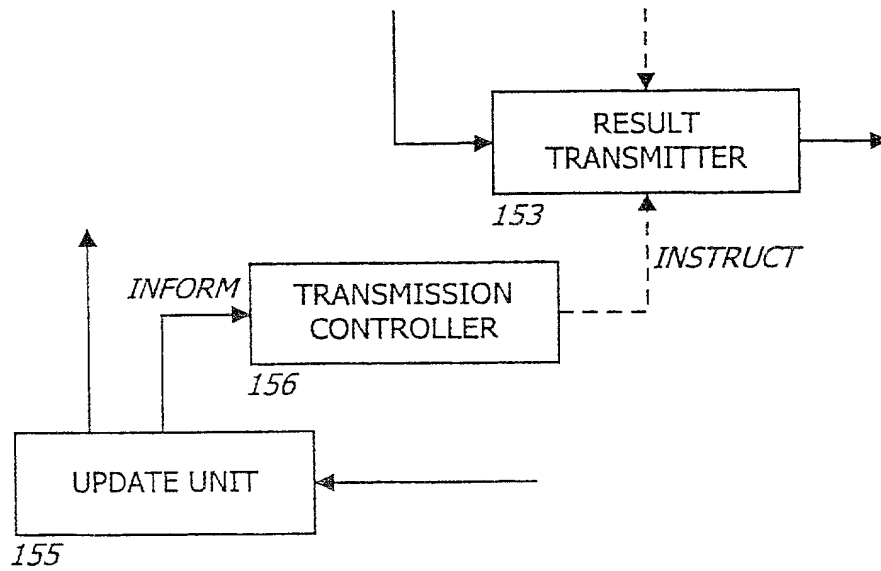 RESULT
TRANSMITTER
153
INSTRUCT
INFORM
TRANSMISSION
CONTROLLER
156
UPDATE UNIT
155